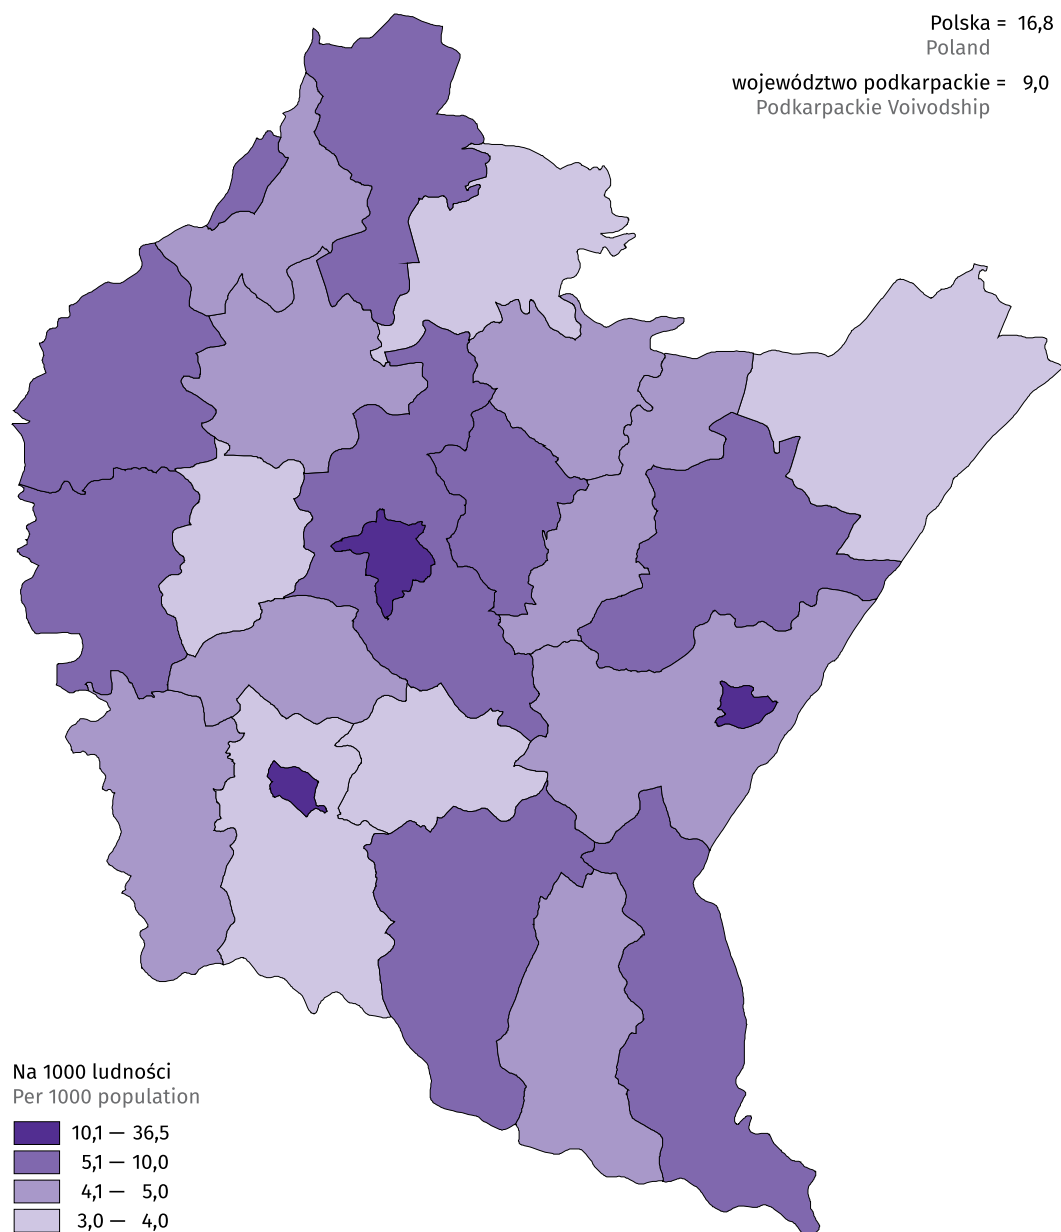 Polska = 16,8
Poland
województwo podkarpackie = 9,0
Podkarpackie Voivodship
Na 1000 ludności
Per 1000 population
10,1 — 36,5
5,1 — 10,0
4,1 — 5,0
3,0 — 4,0